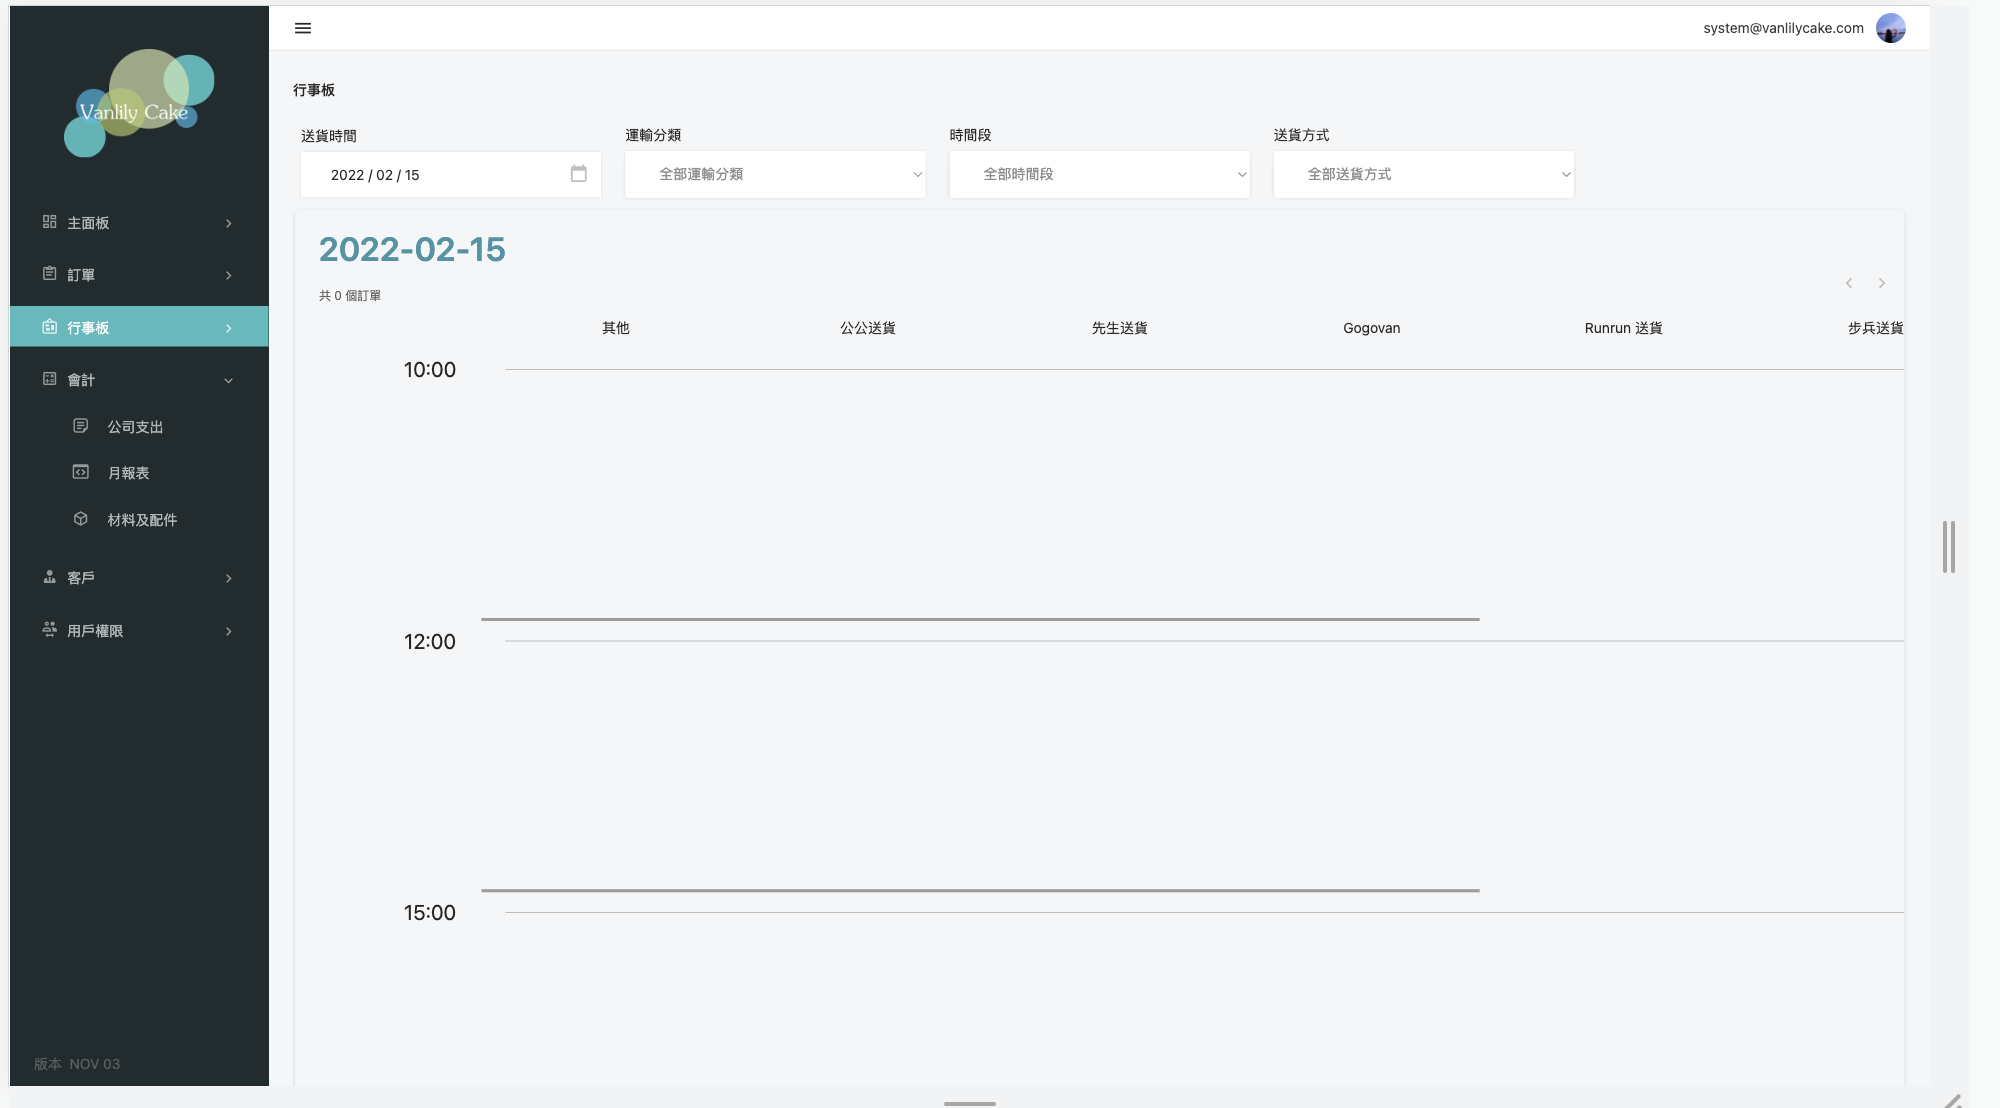 Vanlily Cake
主面板
訂單
行事板
會計
公司支出
月報表
材料及配件
客戶
用戶權限
版本 NOV 03
system@vanlilycake.com
行事板
送貨時間
運輸分類
時間段
送貨方式
2022 / 02 / 15
全部運輸分類
全部時間段
全部送貨方式
2022-02-15
共 0 個訂單
其他
公公送貨
先生送貨
Gogovan
Runrun 送貨
步兵送貨
10:00
12:00
15:00